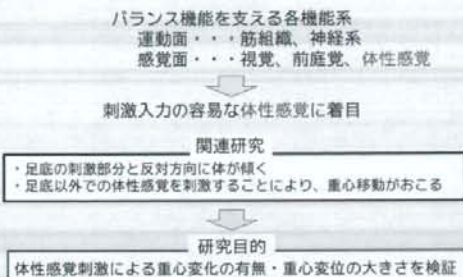 バランス機能を支える各機能系
運動面・・・筋組織、神経系
感覚面・・・視覚、前庭覚、体性感覚
刺激入力の容易な体性感覚に着目
関連研究
・足底の刺激部分と反対方向に体が傾く
・足底以外での体性感覚を刺激することにより、重心移動がおこる
研究目的
体性感覚刺激による重心変化の有無・重心変位の大きさを検証